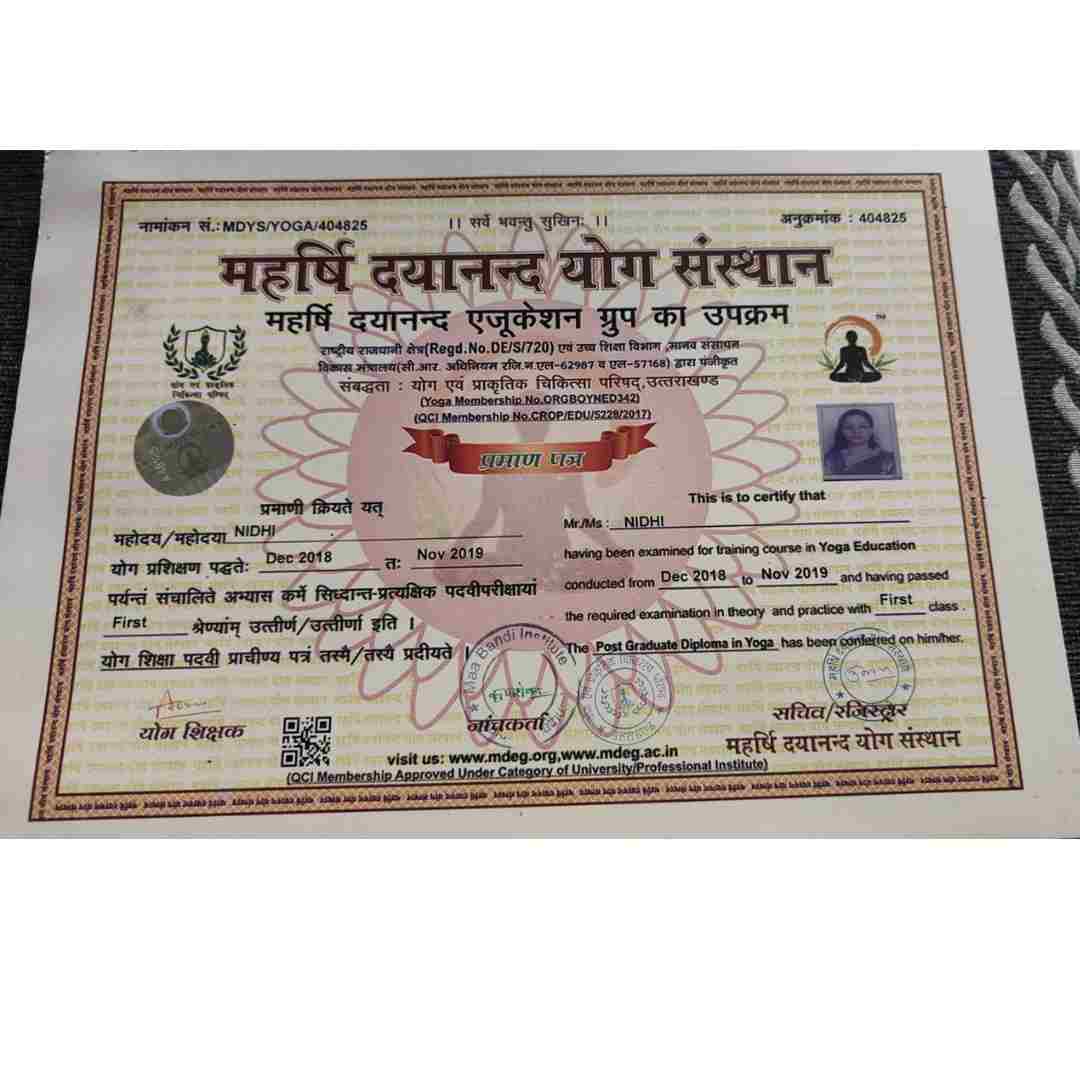 नामांकन सं.: MDYS/YOGA/404825
।। सर्वे भवन्तु सुखिनः ।।
अनुक्रमांक : 404825
महर्षि दयानन्द योग संस्थान
महर्षि दयानन्द एजूकेशन ग्रुप का उपक्रम
राष्ट्रीय राजधानी क्षेत्र(Regd.No.DE/S/720) एवं उच्च शिक्षा विभाग ,मानव संसाधन
विकास मंत्रालय(सी.आर. अधिनियम रजि.न.एल-62987 व एल-57168) द्वारा पंजीकृत
संबद्धता : योग एवं प्राकृतिक चिकित्सा परिषद्,उत्तराखण्ड
(Yoga Membership No.ORGBOYNED342)
(QCI Membership No.CROP/EDU/5228/2017)
योग एवं प्राकृतिक
चिकित्सा परिषद्
प्रमाण पत्र
प्रमाणी क्रियते यत्
महोदय/महोदया NIDHI
योग प्रशिक्षण पद्धतेः Dec 2018 तः Nov 2019
पर्यन्तं संचालिते अभ्यास कर्मे सिध्दान्त-प्रत्यक्षिक पदवीपरीक्षायां
First श्रेण्यांम् उत्तीर्ण/उत्तीर्णा इति ।
योग शिक्षा पदवी प्राचीण्य पत्रं तस्मै/तस्यै प्रदीयते ।
This is to certify that
Mr./Ms : NIDHI
having been examined for training course in Yoga Education
conducted from Dec 2018 to Nov 2019 and having passed
the required examination in theory and practice with First class .
The Post Graduate Diploma in Yoga has been conferred on him/her.
Maa Bandi Institute
योग शिक्षक
जांचकर्ता
सचिव/रजिस्ट्रार
महर्षि दयानन्द योग संस्थान
visit us: www.mdeg.org,www.mdeg.ac.in
(QCI Membership Approved Under Category of University/Professional Institute)